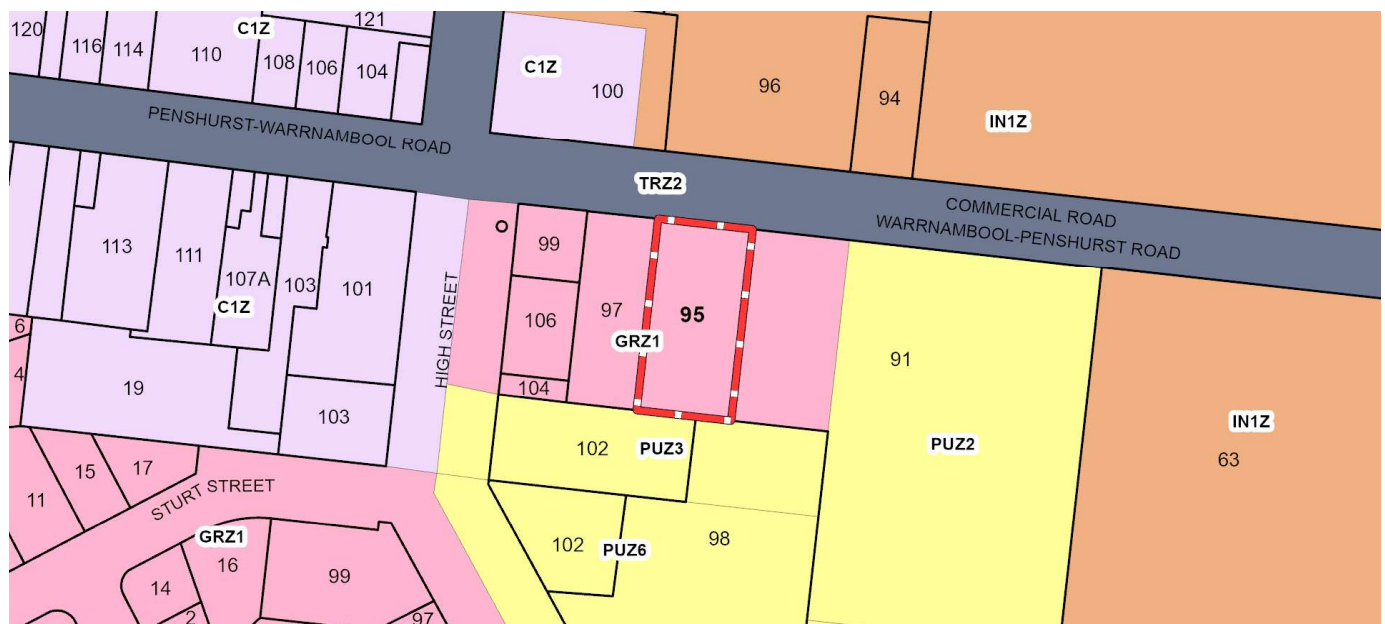 121
120
C1Z
116
114
110
108
106
104
C1Z
100
96
94
IN1Z
PENSHURST-WARRNAMBOOL ROAD
TRZ2
COMMERCIAL ROAD
WARRNAMBOOL-PENSHURST ROAD
113
111
107A
103
101
C1Z
HIGH STREET
99
106
97
95
GRZ1
104
91
6
4
19
103
102
PUZ3
PUZ2
IN1Z
63
11
15
17
STURT STREET
GRZ1
16
99
14
2
97
102
PUZ6
98